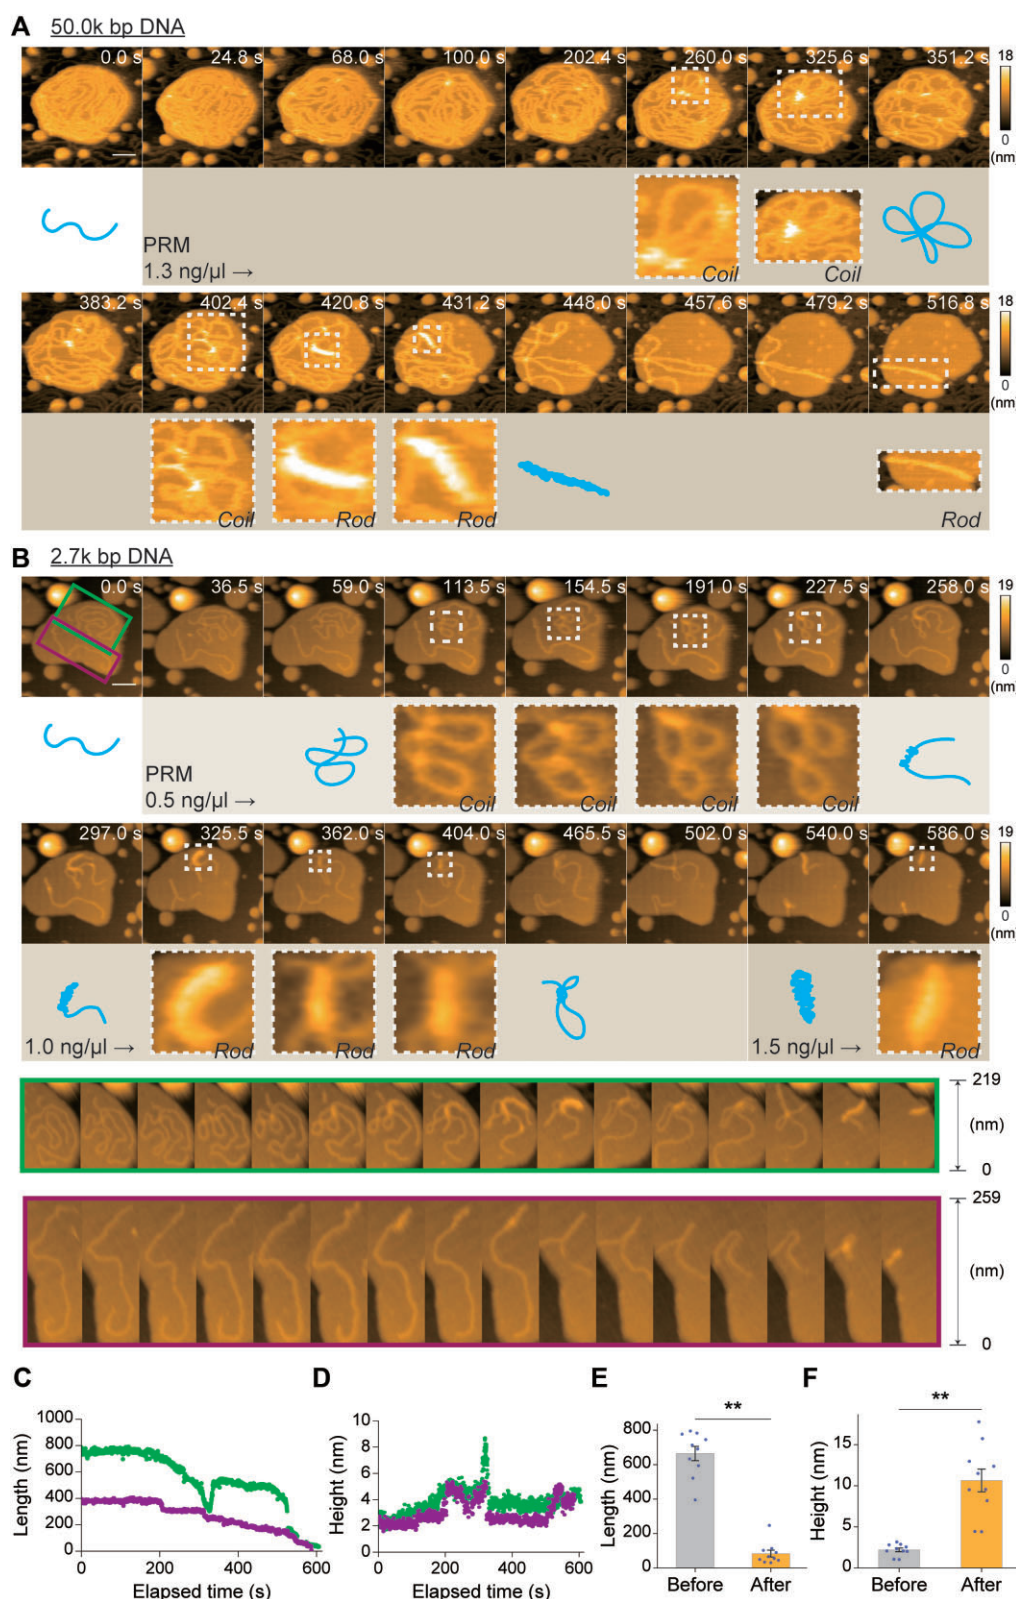 A 50.0k bp DNA
0.0 s 24.8 s 68.0 s 100.0 s 202.4 s 260.0 s 325.6 s 351.2 s
18
0
(nm)
PRM
1.3 ng/µl →
Coil
Coil
383.2 s 402.4 s 420.8 s 431.2 s 448.0 s 457.6 s 479.2 s 516.8 s
18
0
(nm)
Coil Rod Rod Rod
B 2.7k bp DNA
0.0 s 36.5 s 59.0 s 113.5 s 154.5 s 191.0 s 227.5 s 258.0 s
19
0
(nm)
PRM
0.5 ng/µl →
Coil Coil Coil Coil
297.0 s 325.5 s 362.0 s 404.0 s 465.5 s 502.0 s 540.0 s 586.0 s
19
0
(nm)
1.0 ng/µl → Rod Rod Rod 1.5 ng/µl → Rod
219
(nm)
0
259
(nm)
0
C
1000
800
600
400
200
0
Length (nm)
0 200 400 600
Elapsed time (s)
D
10
8
6
4
2
0
Height (nm)
0 200 400 600
Elapsed time (s)
E
**
800
600
400
200
0
Length (nm)
Before After
F
**
15
10
5
0
Height (nm)
Before After